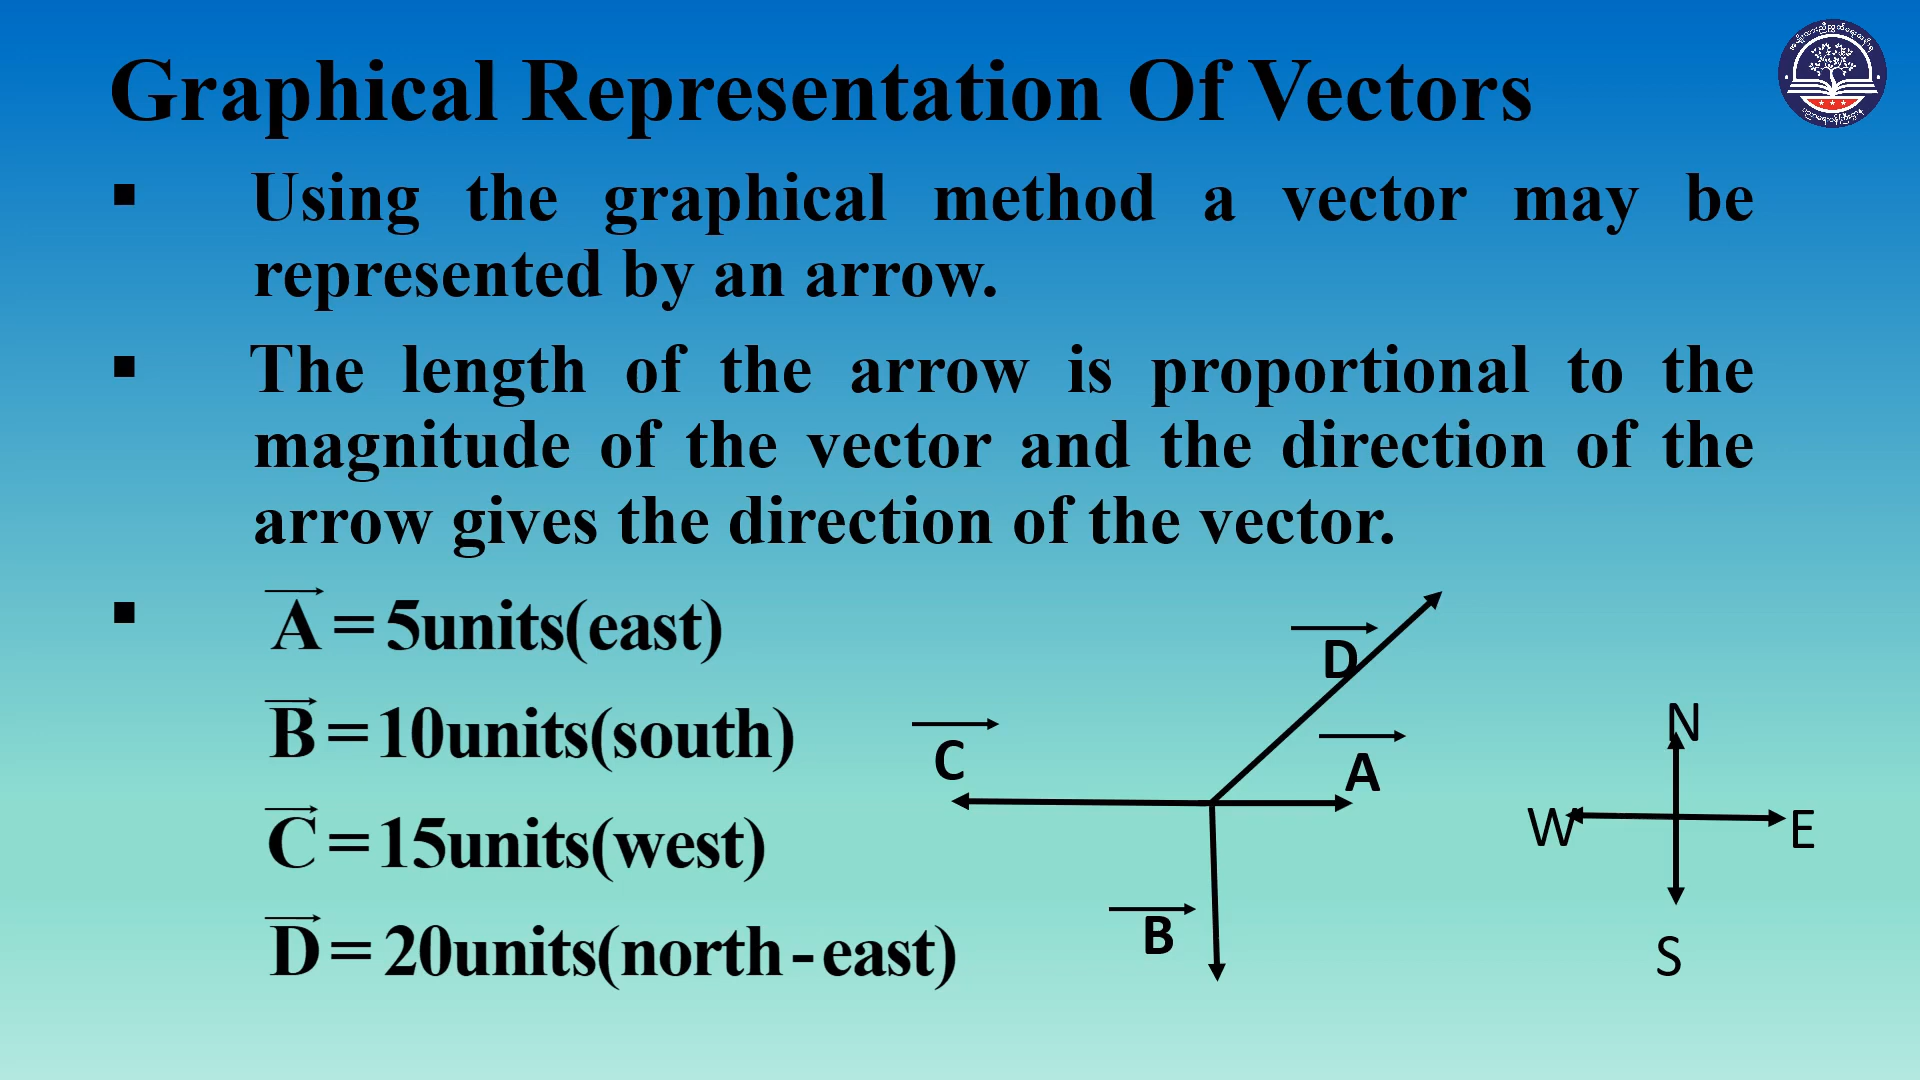 Graphical Representation Of Vectors
▪ Using the graphical method a vector may be
represented by an arrow.
▪ The length of the arrow is proportional to the
magnitude of the vector and the direction of the
arrow gives the direction of the vector.
▪ A = 5units(east)
B = 10units(south)
C = 15units(west)
D = 20units(north-east)
D
C
A
B
N
W
E
S